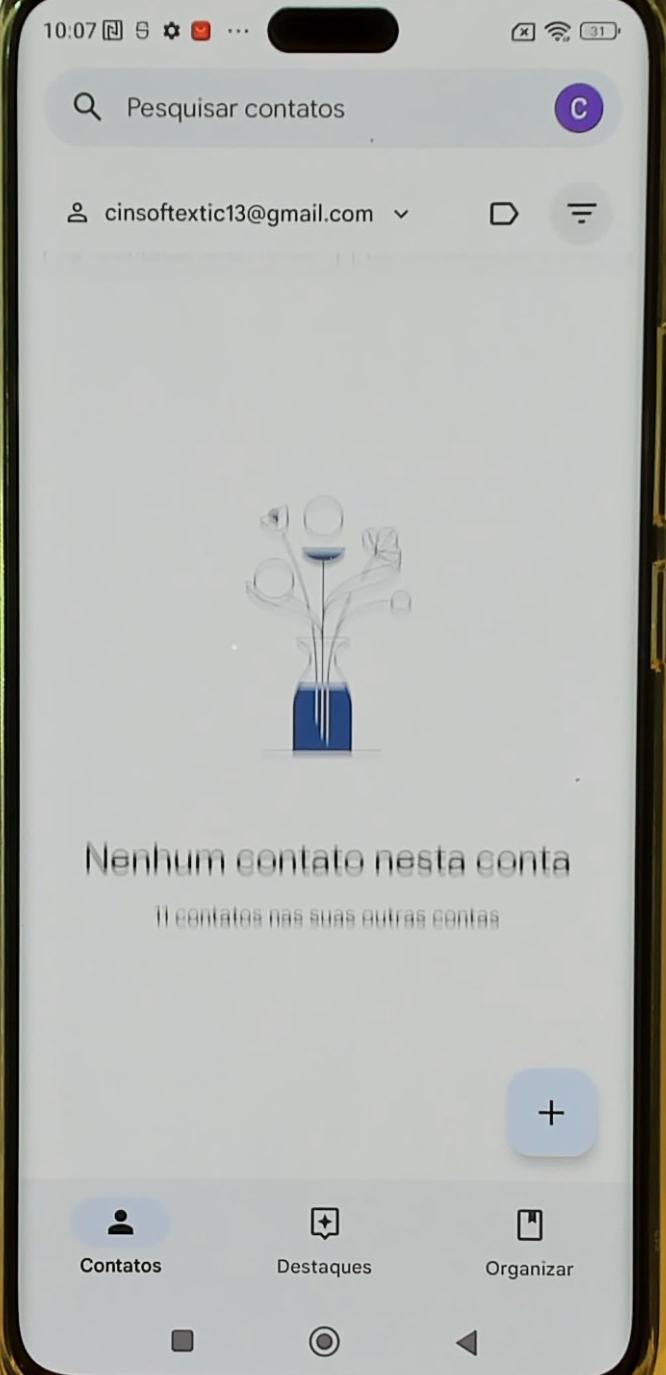 10:07
31
Pesquisar contatos
C
cinsoftextic13@gmail.com
Nenhum contato nesta conta
11 contatos nas suas outras contas
Contatos
Destaques
Organizar